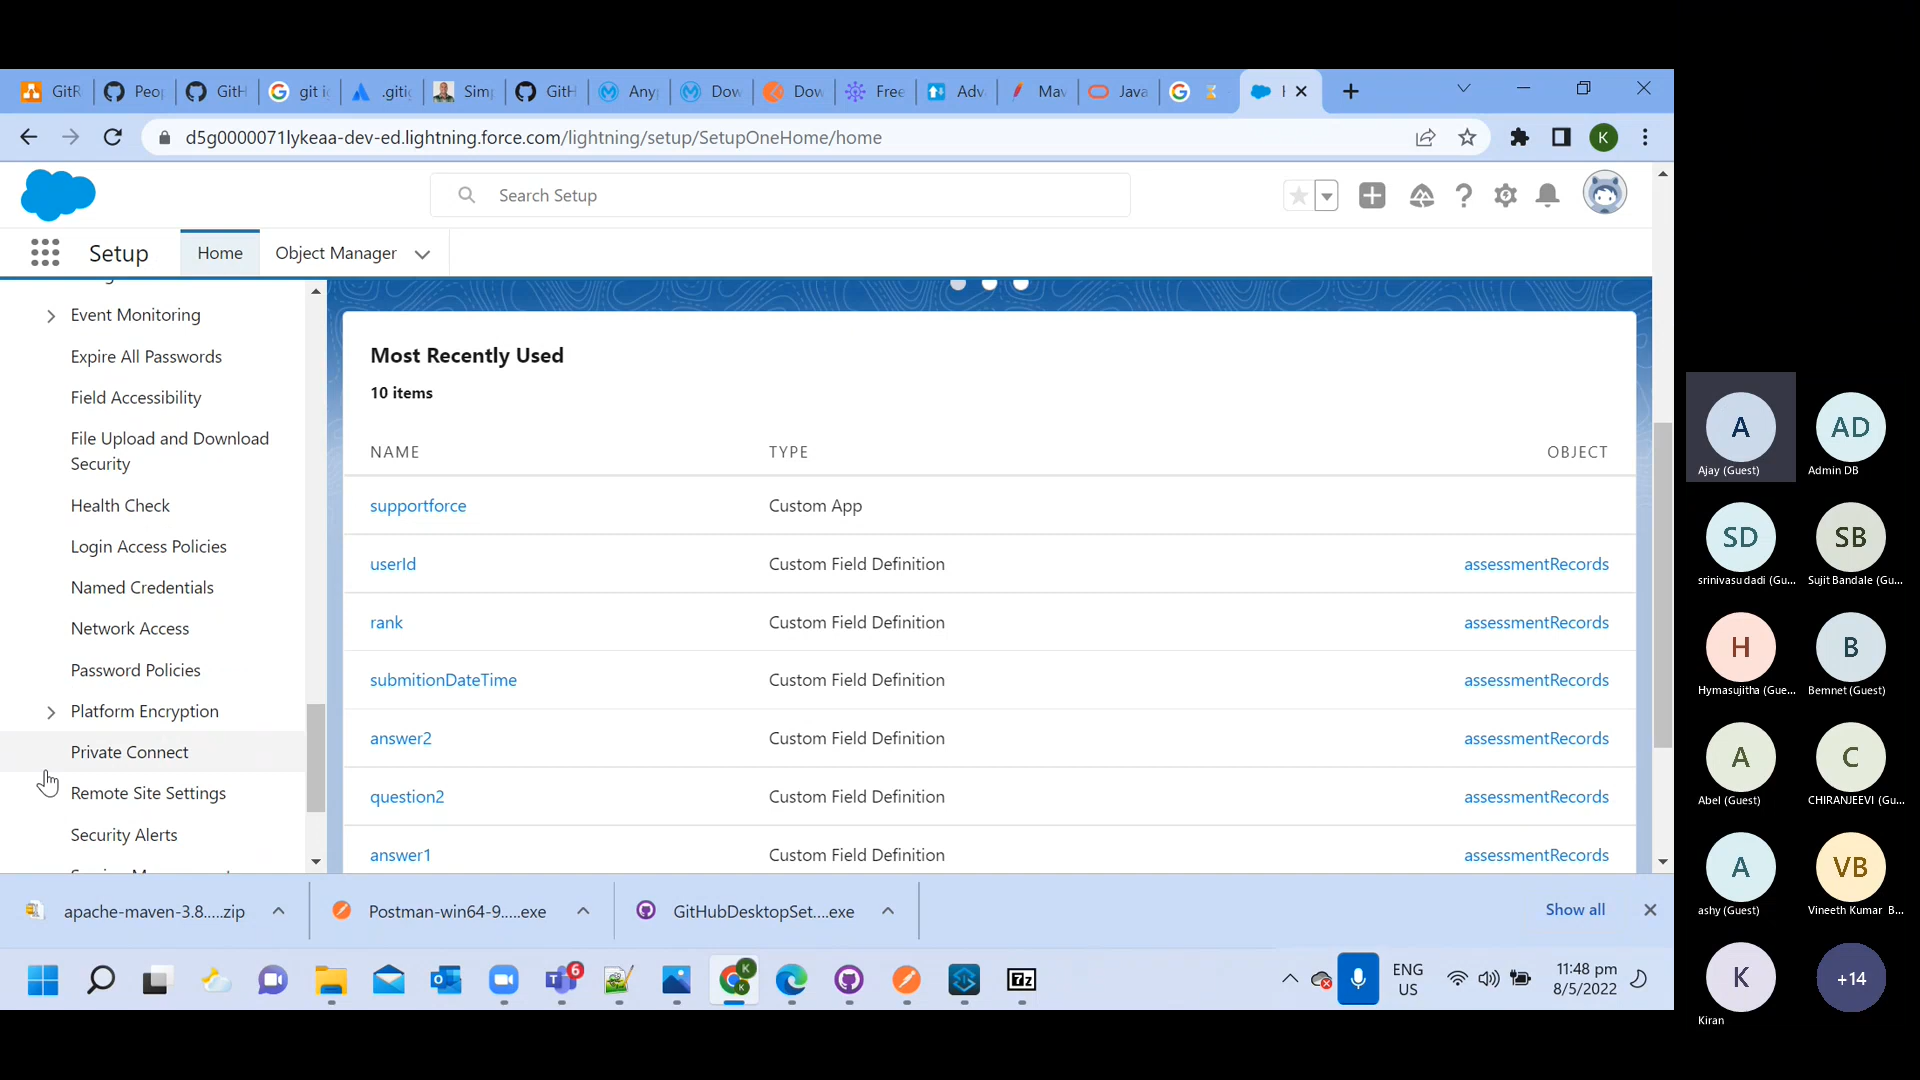 GitR
Peo
GitH
git i
.gitig
Simp
GitH
Any
Dow
Dow
Free
Adv
Mav
Java
d5g0000071lykeaa-dev-ed.lightning.force.com/lightning/setup/SetupOneHome/home
K
Search Setup
Setup
Home
Object Manager
Event Monitoring
Expire All Passwords
Field Accessibility
File Upload and Download
Security
Health Check
Login Access Policies
Named Credentials
Network Access
Password Policies
Platform Encryption
Private Connect
Remote Site Settings
Security Alerts
Most Recently Used
10 items
NAME TYPE OBJECT
supportforce Custom App
userId Custom Field Definition assessmentRecords
rank Custom Field Definition assessmentRecords
submitionDateTime Custom Field Definition assessmentRecords
answer2 Custom Field Definition assessmentRecords
question2 Custom Field Definition assessmentRecords
answer1 Custom Field Definition assessmentRecords
apache-maven-3.8.....zip
Postman-win64-9.....exe
GitHubDesktopSet....exe
Show all
6
K
7z
ENG
US
11:48 pm
8/5/2022
A
Ajay (Guest)
AD
Admin DB
SD
srinivasu dadi (Gu...
SB
Sujit Bandale (Gu...
H
Hymasujitha (Gue...
B
Bemnet (Guest)
A
Abel (Guest)
C
CHIRANJEEVI (Gu...
A
ashy (Guest)
VB
Vineeth Kumar B...
K
Kiran
+14